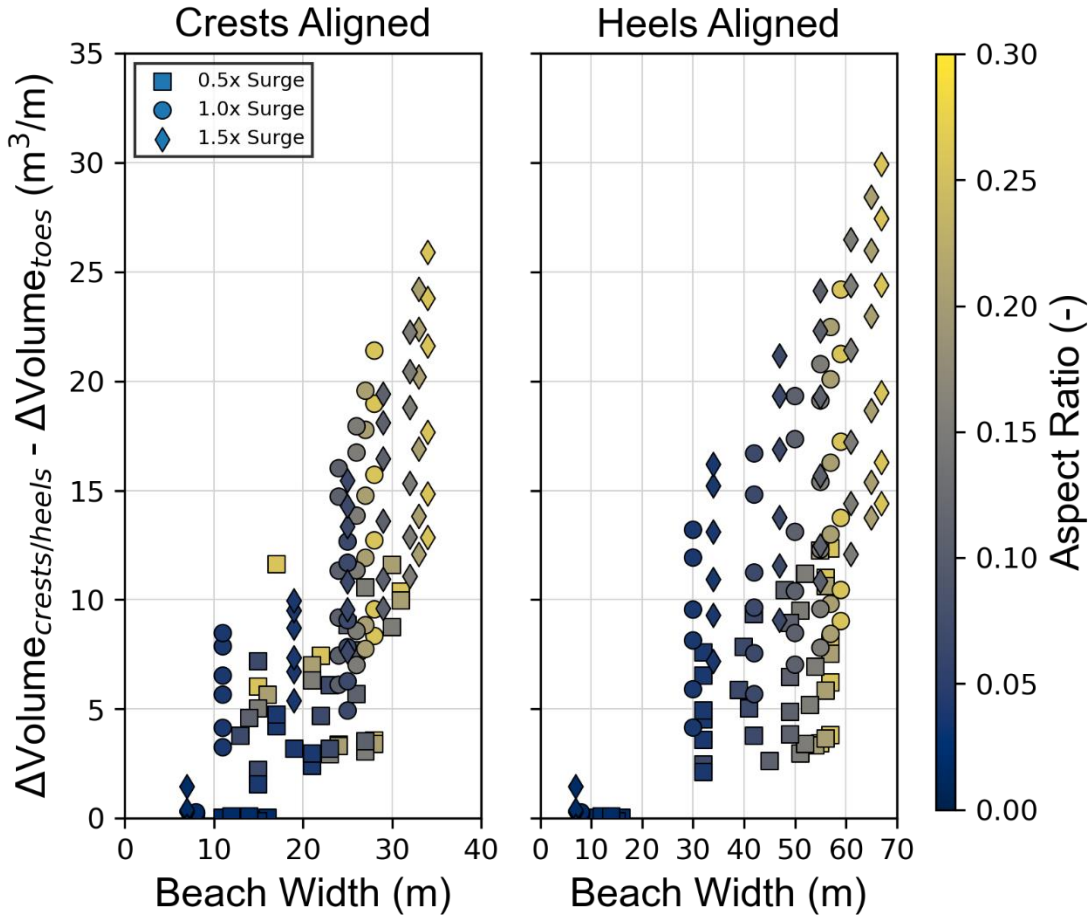 Crests Aligned
Heels Aligned
35
30
25
20
15
10
5
0
ΔVolume_crests/heels - ΔVolume_toes (m³/m)
0.5x Surge
1.0x Surge
1.5x Surge
0 10 20 30 40
Beach Width (m)
0 10 20 30 40 50 60 70
Beach Width (m)
0.30
0.25
0.20
0.15
0.10
0.05
0.00
Aspect Ratio (-)